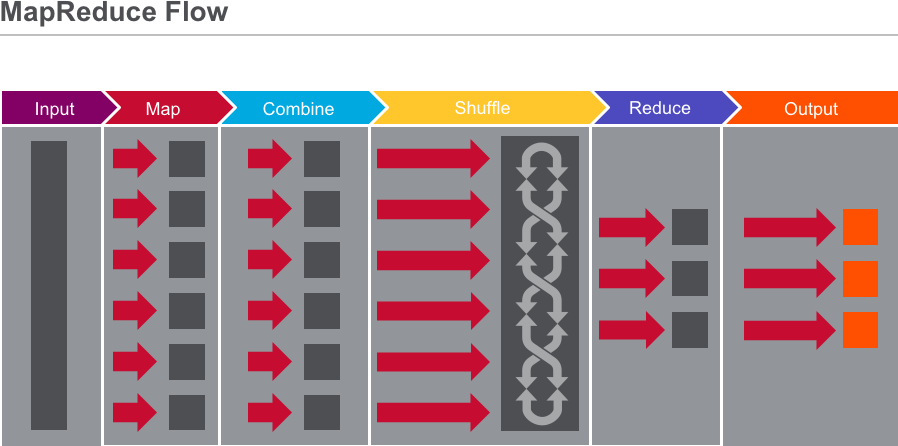 MapReduce Flow
Input Map Combine Shuffle Reduce Output